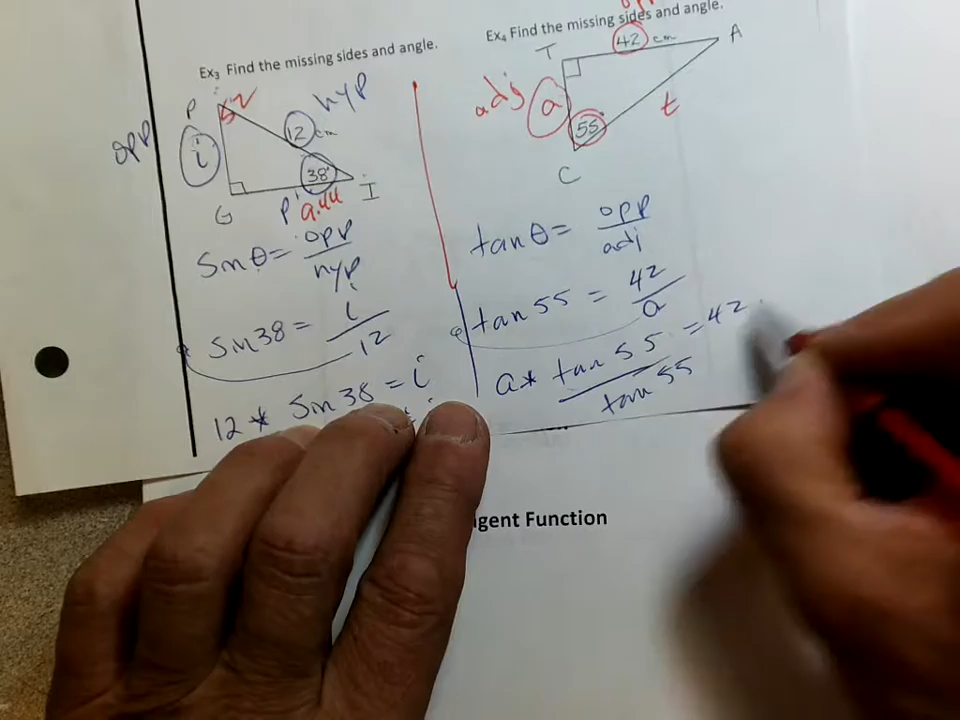 Ex3 Find the missing sides and angle.
P
52
hyp
opp
i
12 cm
38°
G
P
9.44
I
sin θ = opp / hyp
sin 38 = i / 12
12 * sin 38 = i
Ex4 Find the missing sides and angle.
T
42 cm
A
adj
a
55
t
C
tan θ = opp / adj
tan 55 = 42 / a
a * tan 55 / tan 55 = 42
gent Function